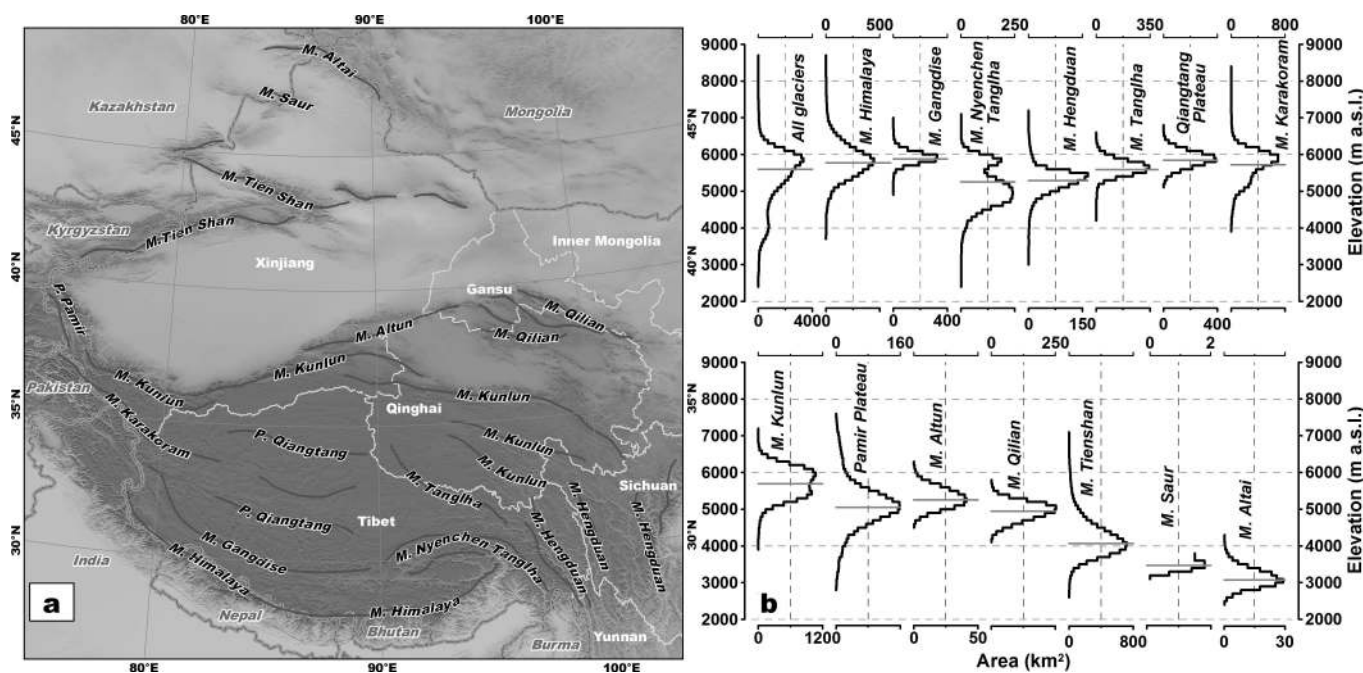 80°E
90°E
100°E
M. Altai
M. Saur
Kazakhstan
Mongolia
45°N
45°N
M. Tien Shan
M.Tien Shan
Kyrgyzstan
Inner Mongolia
Xinjiang
40°N
40°N
Gansu
P. Pamir
M. Altun
M. Qilian
M. Qilian
M. Kunlun
M. Kunlun
Pakistan
M. Karakoram
Qinghai
M. Kunlun
35°N
35°N
P. Qiangtang
M. Kunlun
M. Kunlun
M. Tanglha
Sichuan
P. Qiangtang
Tibet
M. Hengduan
M. Hengduan
M. Hengduan
30°N
30°N
M. Gangdise
M. Nyenchen Tanglha
India
M. Himalaya
M. Himalaya
Nepal
Bhutan
Burma
Yunnan
a
80°E
90°E
100°E
0 500
0 250
0 350
0 800
9000
8000
7000
6000
5000
4000
3000
2000
All glaciers
M. Himalaya
M. Gangdise
M. Nyenchen
Tanglha
M. Hengduan
M. Tanglha
Qiangtang
Plateau
M. Karakoram
9000
8000
7000
6000
5000
4000
3000
2000
Elevation (m a.s.l.)
0 4000
0 400
0 150
0 400
0 160
0 250
0 2
9000
8000
7000
6000
5000
4000
3000
2000
M. Kunlun
Pamir Plateau
M. Altun
M. Qilian
M. Tienshan
M. Saur
M. Altai
9000
8000
7000
6000
5000
4000
3000
2000
Elevation (m a.s.l.)
b
0 1200
0 50
0 800
0 30
Area (km²)